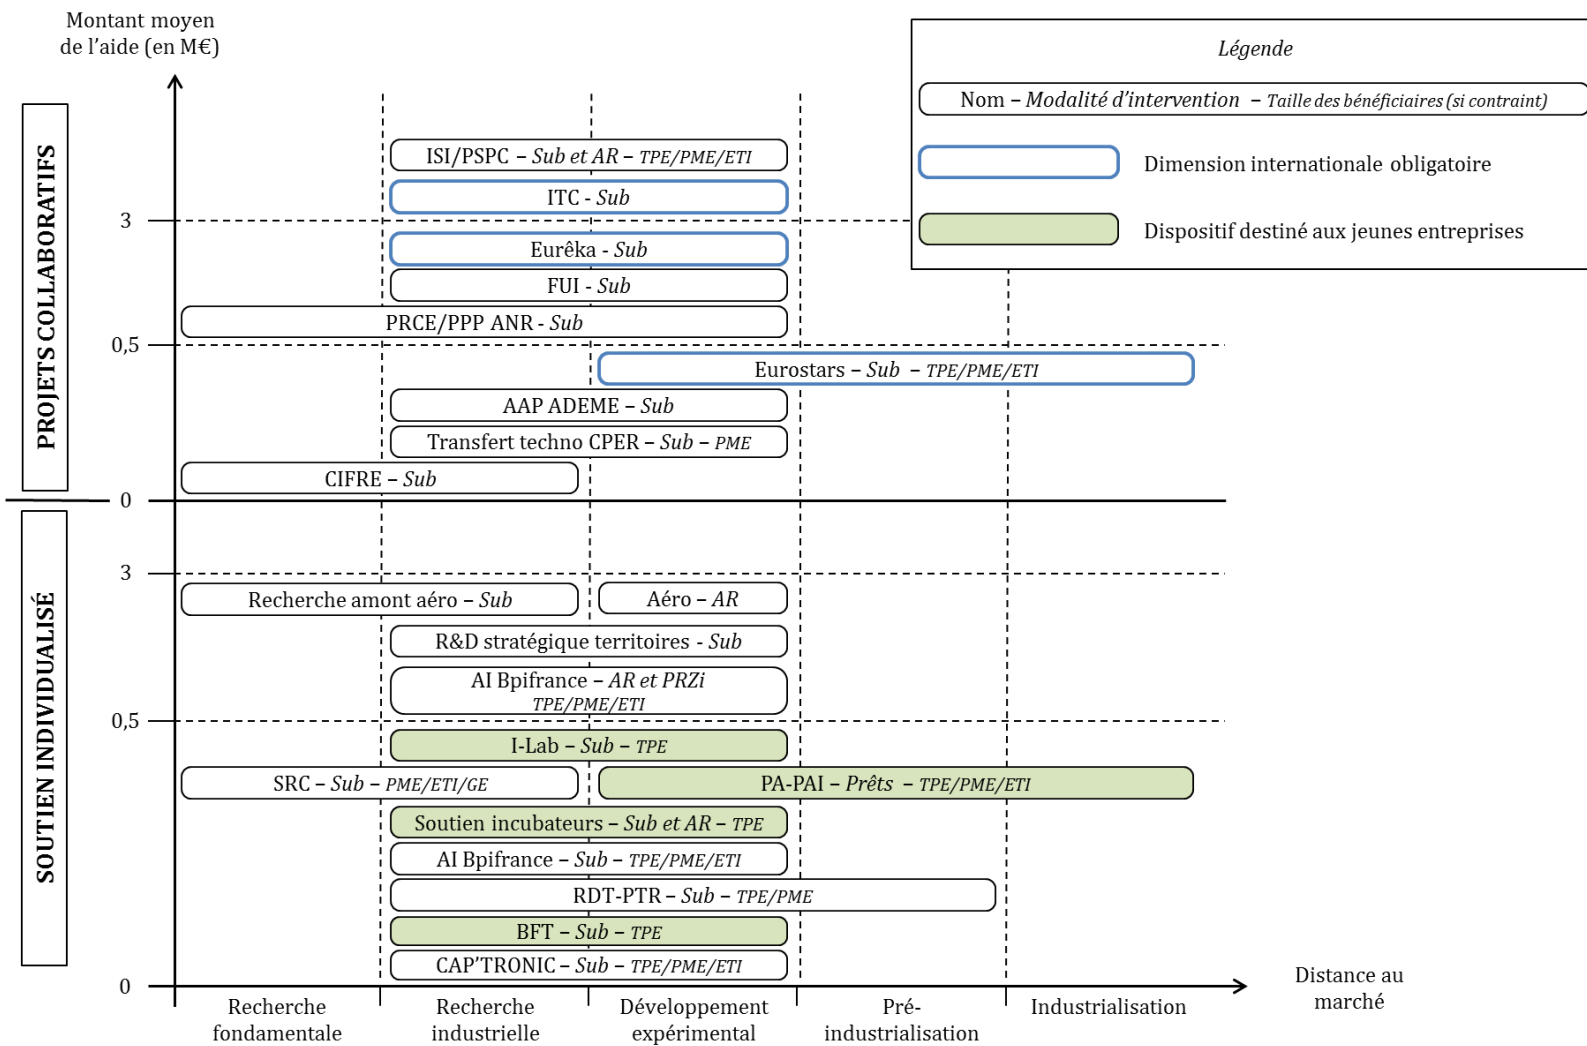 Montant moyen
de l'aide (en M€)
Légende
Nom – Modalité d'intervention – Taille des bénéficiaires (si contraint)
Dimension internationale obligatoire
Dispositif destiné aux jeunes entreprises
PROJETS COLLABORATIFS
ISI/PSPC – Sub et AR – TPE/PME/ETI
ITC - Sub
3
Eurêka - Sub
FUI - Sub
PRCE/PPP ANR - Sub
0,5
Eurostars – Sub – TPE/PME/ETI
AAP ADEME – Sub
Transfert techno CPER – Sub – PME
CIFRE – Sub
0
SOUTIEN INDIVIDUALISÉ
3
Recherche amont aéro – Sub
Aéro – AR
R&D stratégique territoires - Sub
AI Bpifrance – AR et PRZi
TPE/PME/ETI
0,5
I-Lab – Sub – TPE
SRC – Sub – PME/ETI/GE
PA-PAI – Prêts – TPE/PME/ETI
Soutien incubateurs – Sub et AR – TPE
AI Bpifrance – Sub – TPE/PME/ETI
RDT-PTR – Sub – TPE/PME
BFT – Sub – TPE
CAP'TRONIC – Sub – TPE/PME/ETI
0
Recherche
fondamentale
Recherche
industrielle
Développement
expérimental
Pré-
industrialisation
Industrialisation
Distance au
marché